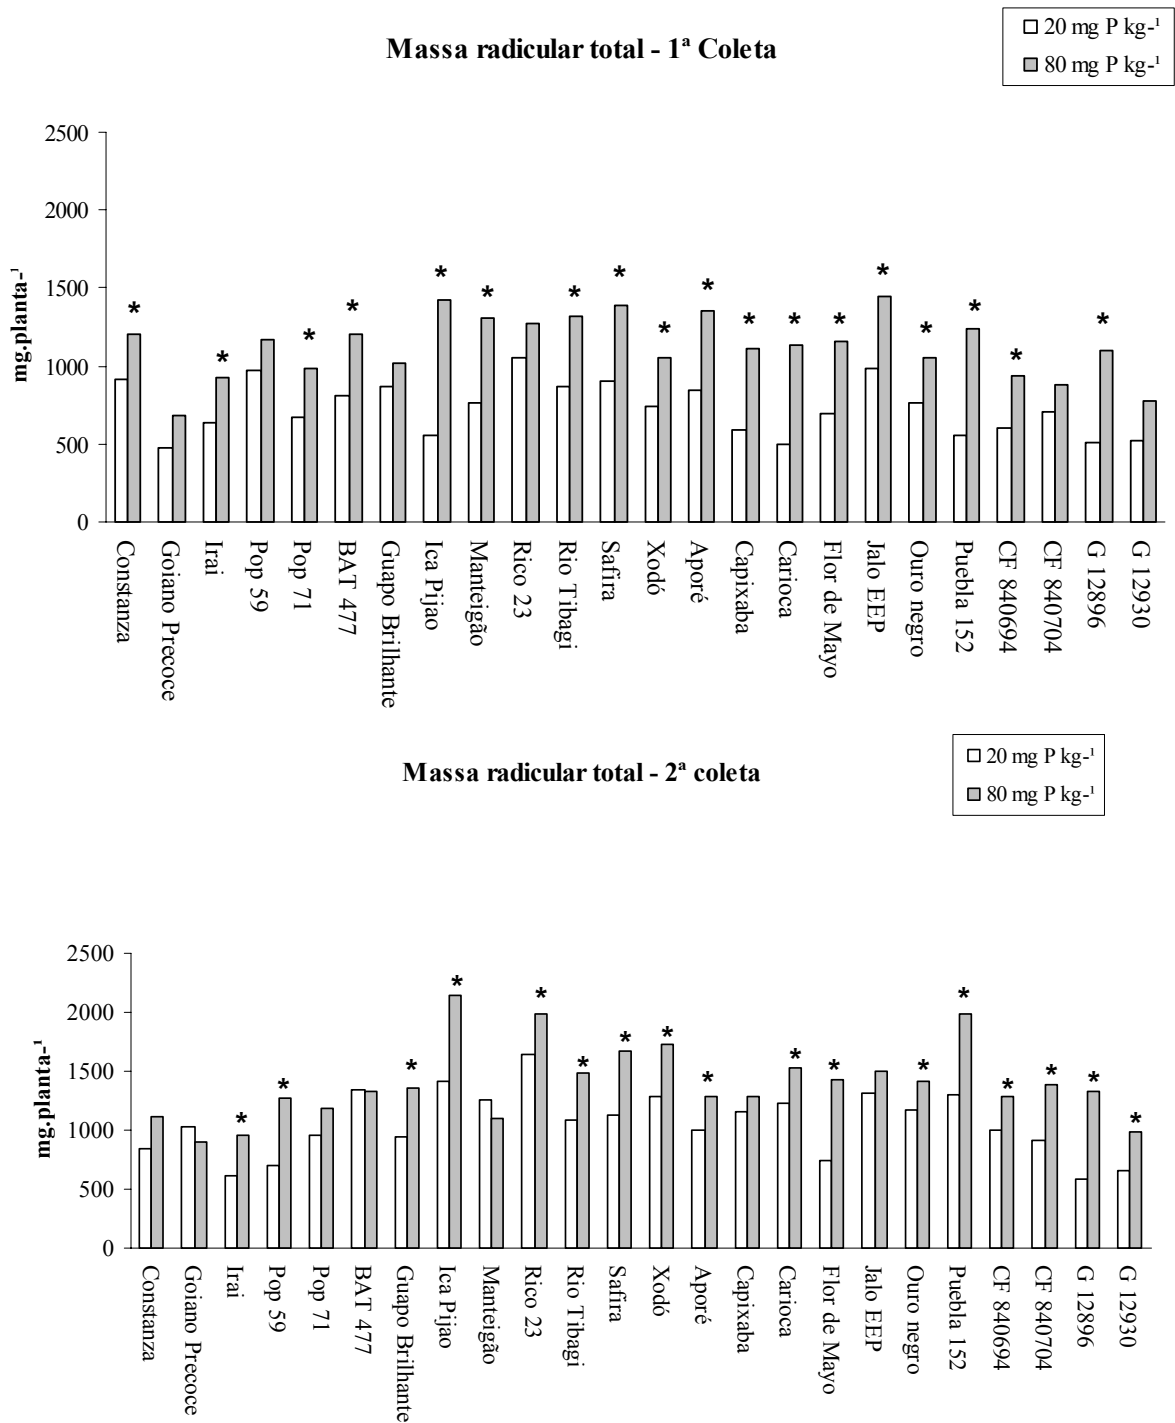 Massa radicular total - 1ª Coleta
20 mg P kg-¹
80 mg P kg-¹
mg.planta-¹
2500
2000
1500
1000
500
0
* * * * * * * * * * * * * * * * * *
Constanza
Goiano Precoce
Irai
Pop 59
Pop 71
BAT 477
Guapo Brilhante
Ica Pijao
Manteigão
Rico 23
Rio Tibagi
Safira
Xodó
Aporé
Capixaba
Carioca
Flor de Mayo
Jalo EEP
Ouro negro
Puebla 152
CF 840694
CF 840704
G 12896
G 12930
Massa radicular total - 2ª coleta
20 mg P kg-¹
80 mg P kg-¹
mg.planta-¹
2500
2000
1500
1000
500
0
* * * * * * * * * * * * * * * * *
Constanza
Goiano Precoce
Irai
Pop 59
Pop 71
BAT 477
Guapo Brilhante
Ica Pijao
Manteigão
Rico 23
Rio Tibagi
Safira
Xodó
Aporé
Capixaba
Carioca
Flor de Mayo
Jalo EEP
Ouro negro
Puebla 152
CF 840694
CF 840704
G 12896
G 12930